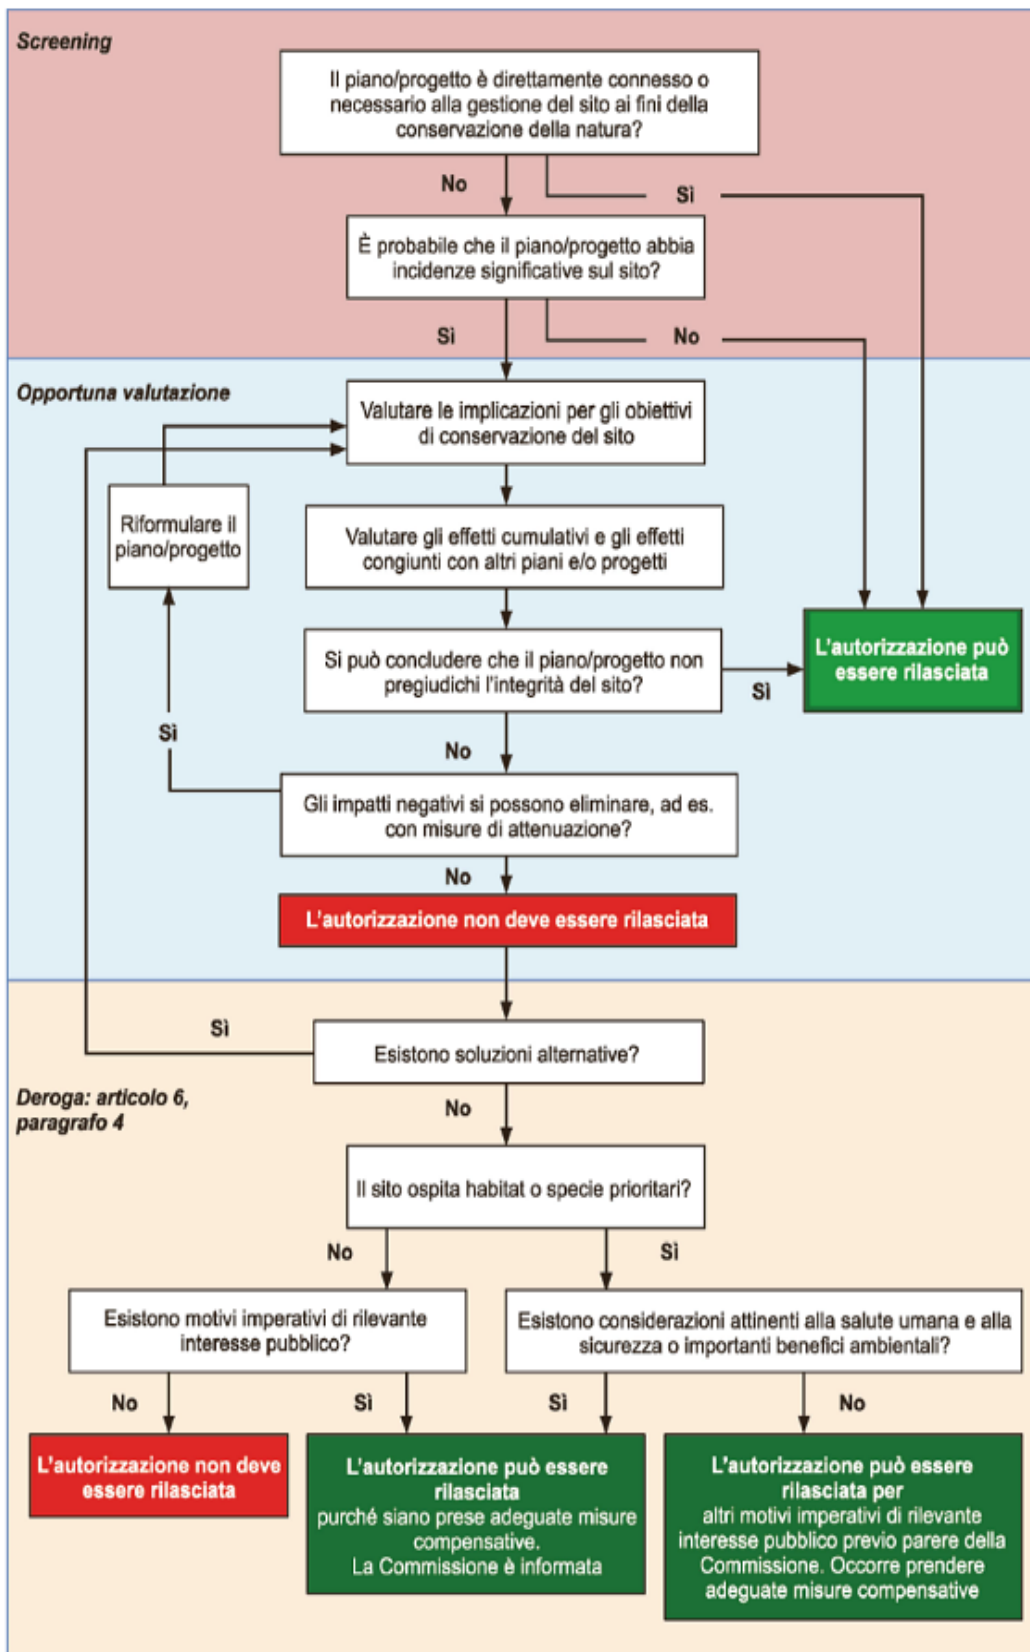 Screening
Il piano/progetto è direttamente connesso o
necessario alla gestione del sito ai fini della
conservazione della natura?
No
Sì
È probabile che il piano/progetto abbia
incidenze significative sul sito?
Sì
No
Opportuna valutazione
Valutare le implicazioni per gli obiettivi
di conservazione del sito
Riformulare il
piano/progetto
Valutare gli effetti cumulativi e gli effetti
congiunti con altri piani e/o progetti
Si può concludere che il piano/progetto non
pregiudichi l'integrità del sito?
Sì
L'autorizzazione può
essere rilasciata
Sì
No
Gli impatti negativi si possono eliminare, ad es.
con misure di attenuazione?
No
L'autorizzazione non deve essere rilasciata
Sì
Esistono soluzioni alternative?
Deroga: articolo 6,
paragrafo 4
No
Il sito ospita habitat o specie prioritari?
No
Sì
Esistono motivi imperativi di rilevante
interesse pubblico?
Esistono considerazioni attinenti alla salute umana e alla
sicurezza o importanti benefici ambientali?
No
Sì
Sì
No
L'autorizzazione non deve
essere rilasciata
L'autorizzazione può essere
rilasciata
purché siano prese adeguate misure
compensative.
La Commissione è informata
L'autorizzazione può essere
rilasciata per
altri motivi imperativi di rilevante
interesse pubblico previo parere della
Commissione. Occorre prendere
adeguate misure compensative